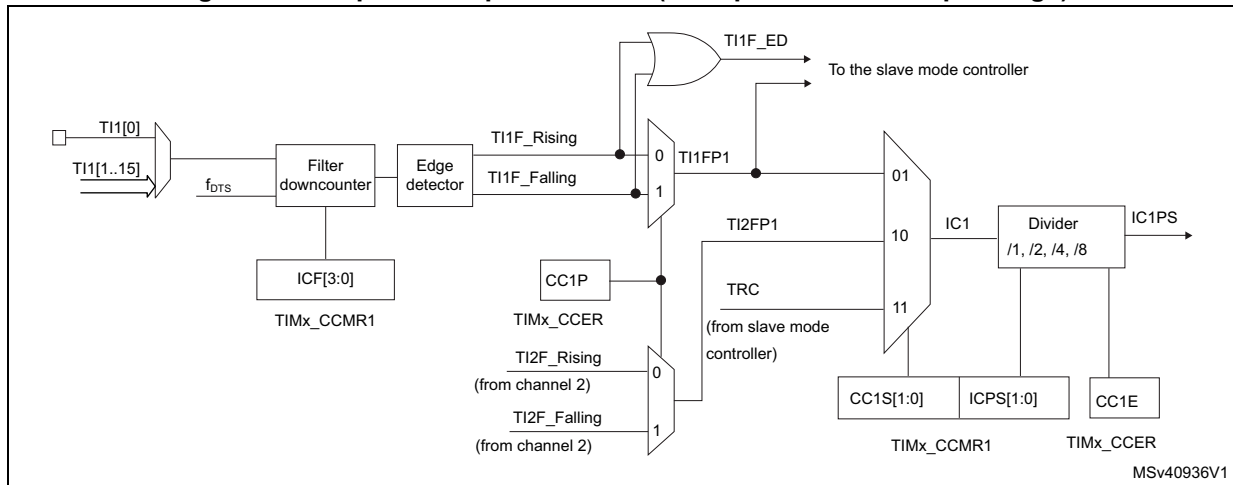 TI1F_ED
To the slave mode controller
TI1[0]
TI1[1..15]
fDTS
Filter
downcounter
Edge
detector
TI1F_Rising
TI1F_Falling
0
1
TI1FP1
01
TI2FP1
10
IC1
Divider
/1, /2, /4, /8
IC1PS
ICF[3:0]
TIMx_CCMR1
CC1P
TIMx_CCER
TRC
11
(from slave mode
controller)
TI2F_Rising
0
(from channel 2)
TI2F_Falling
1
(from channel 2)
CC1S[1:0]
ICPS[1:0]
CC1E
TIMx_CCMR1
TIMx_CCER
MSv40936V1